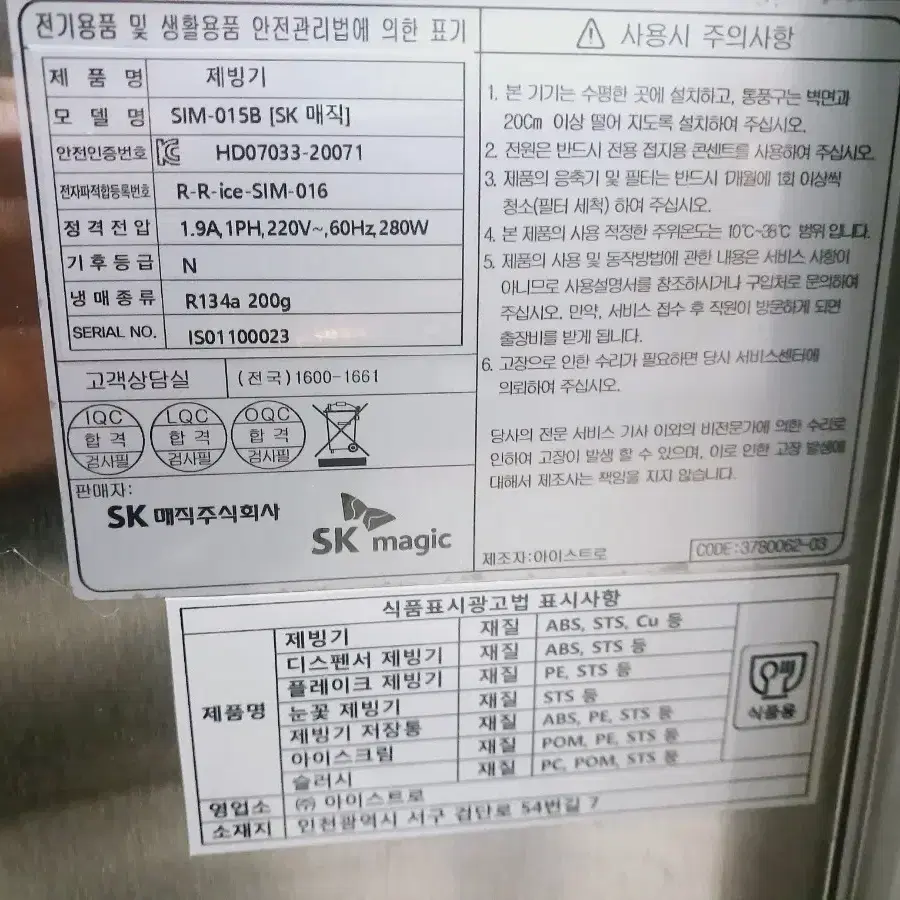 전기용품 및 생활용품 안전관리법에 의한 표기
제 품 명 제빙기
모 델 명 SIM-015B [SK 매직]
안전인증번호 HD07033-20071
전자파적합등록번호 R-R-ice-SIM-016
정격전압 1.9A,1PH,220V~,60Hz,280W
기후등급 N
냉매종류 R134a 200g
SERIAL NO. IS01100023
고객상담실 (전국)1600-1661
IQC 합격 검사필
LQC 합격 검사필
OQC 합격 검사필
판매자:
SK매직주식회사
SK magic
⚠ 사용시 주의사항
1. 본 기기는 수평한 곳에 설치하고, 통풍구는 벽면과
20Cm 이상 떨어 지도록 설치하여 주십시오.
2. 전원은 반드시 전용 접지용 콘센트를 사용하여 주십시오.
3. 제품의 응축기 및 필터는 반드시 1개월에 1회 이상씩
청소(필터 세척) 하여 주십시오.
4. 본 제품의 사용 적정한 주위온도는 10℃~35℃ 범위 입니다.
5. 제품의 사용 및 동작방법에 관한 내용은 서비스 사항이
아니므로 사용설명서를 참조하시거나 구입처로 문의하여
주십시오. 만약, 서비스 접수 후 직원이 방문하게 되면
출장비를 받게 됩니다.
6. 고장으로 인한 수리가 필요하면 당사 서비스센터에
의뢰하여 주십시오.
당사의 전문 서비스 기사 이외의 비전문가에 의한 수리로
인하여 고장이 발생 할 수 있으며, 이로 인한 고장 발생에
대해서 제조사는 책임을 지지 않습니다.
제조자:아이스트로
CODE:3780062-03
식품표시광고법 표시사항
제품명
제빙기 재질 ABS, STS, Cu 등
디스펜서 제빙기 재질 ABS, STS 등
플레이크 제빙기 재질 PE, STS 등
눈꽃 제빙기 재질 STS 등
제빙기 저장통 재질 ABS, PE, STS 등
아이스크림 재질 POM, PE, STS 등
슬러시 재질 PC, POM, STS 등
식품용
영업소 ㈜ 아이스트로
소재지 인천광역시 서구 검단로 54번길 7